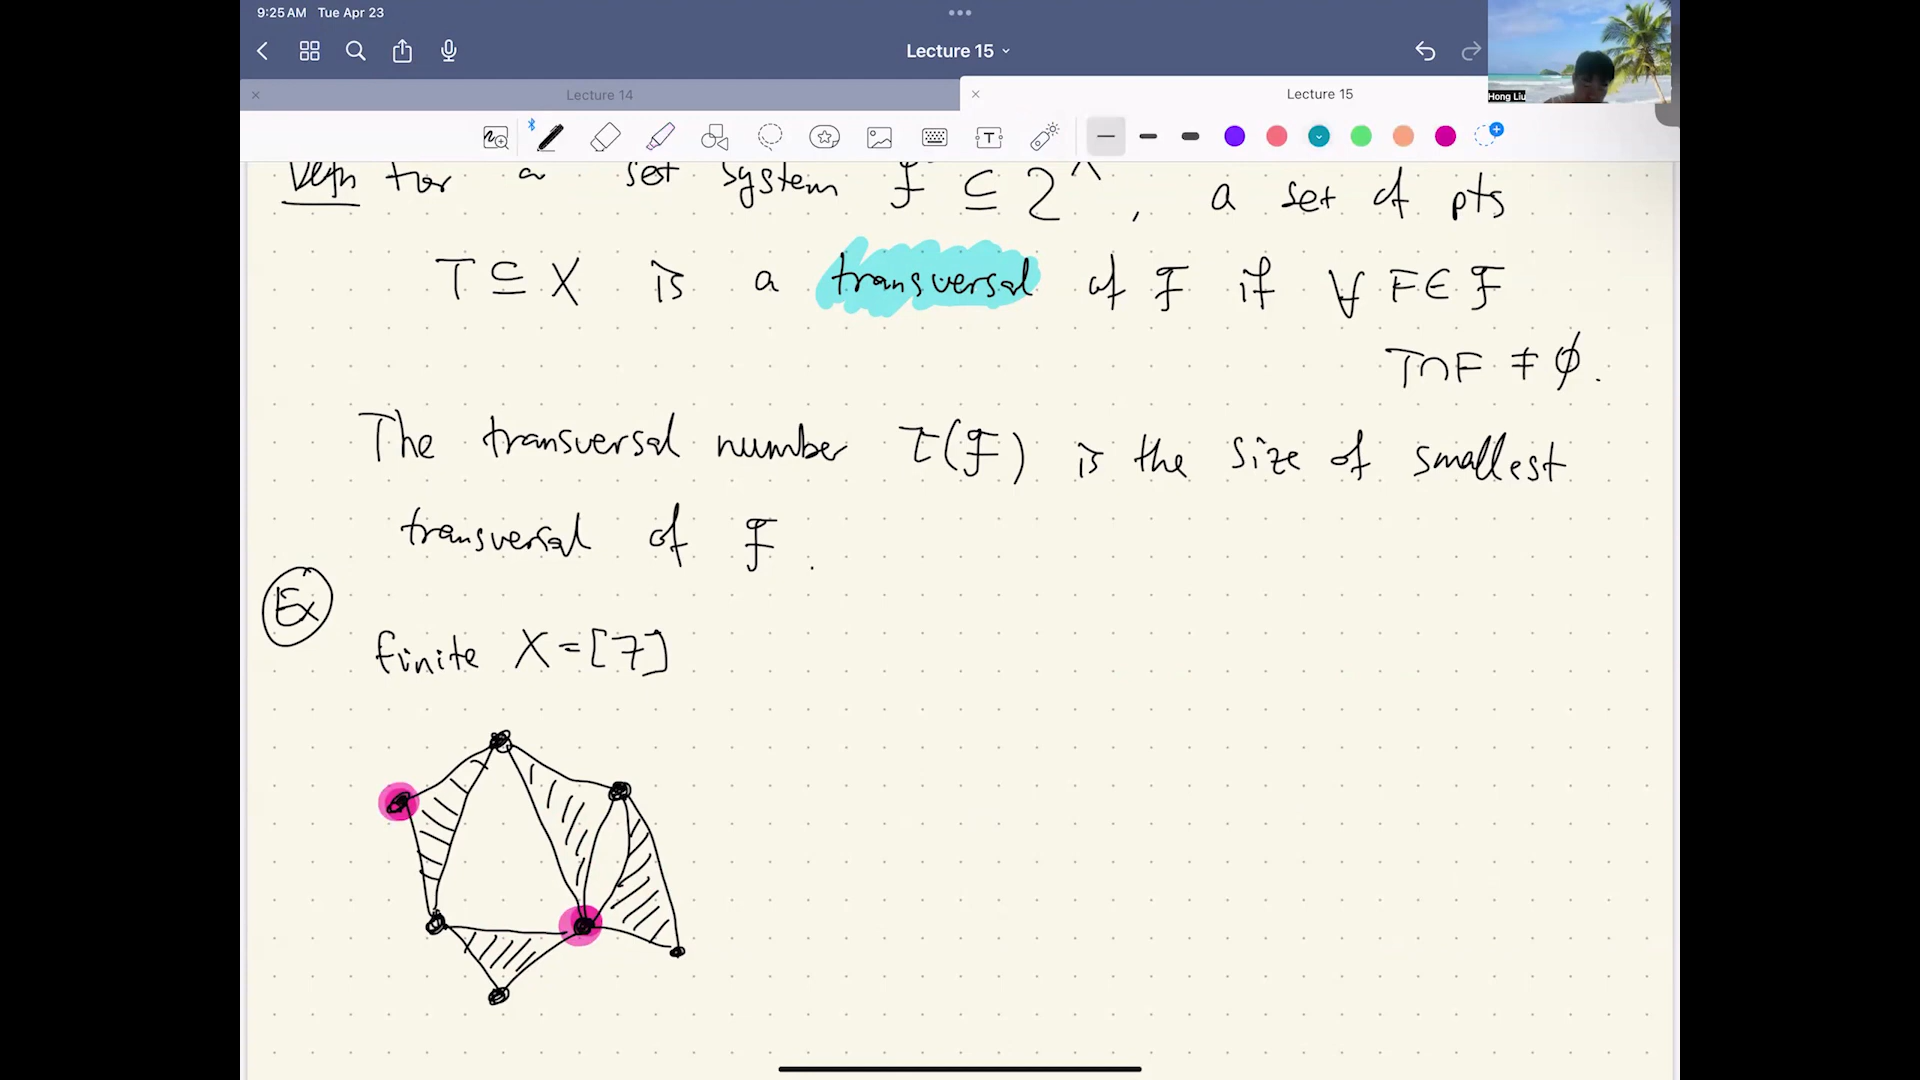 9:25 AM Tue Apr 23
Lecture 15
Lecture 14
Lecture 15
Hong Liu
Defn for a set system F ⊆ 2^X, a set of pts
T ⊆ X is a transversal of F if ∀ F ∈ F
T∩F ≠ ∅.
The transversal number τ(F) is the size of smallest
transversal of F.
Ex
finite X = [7]